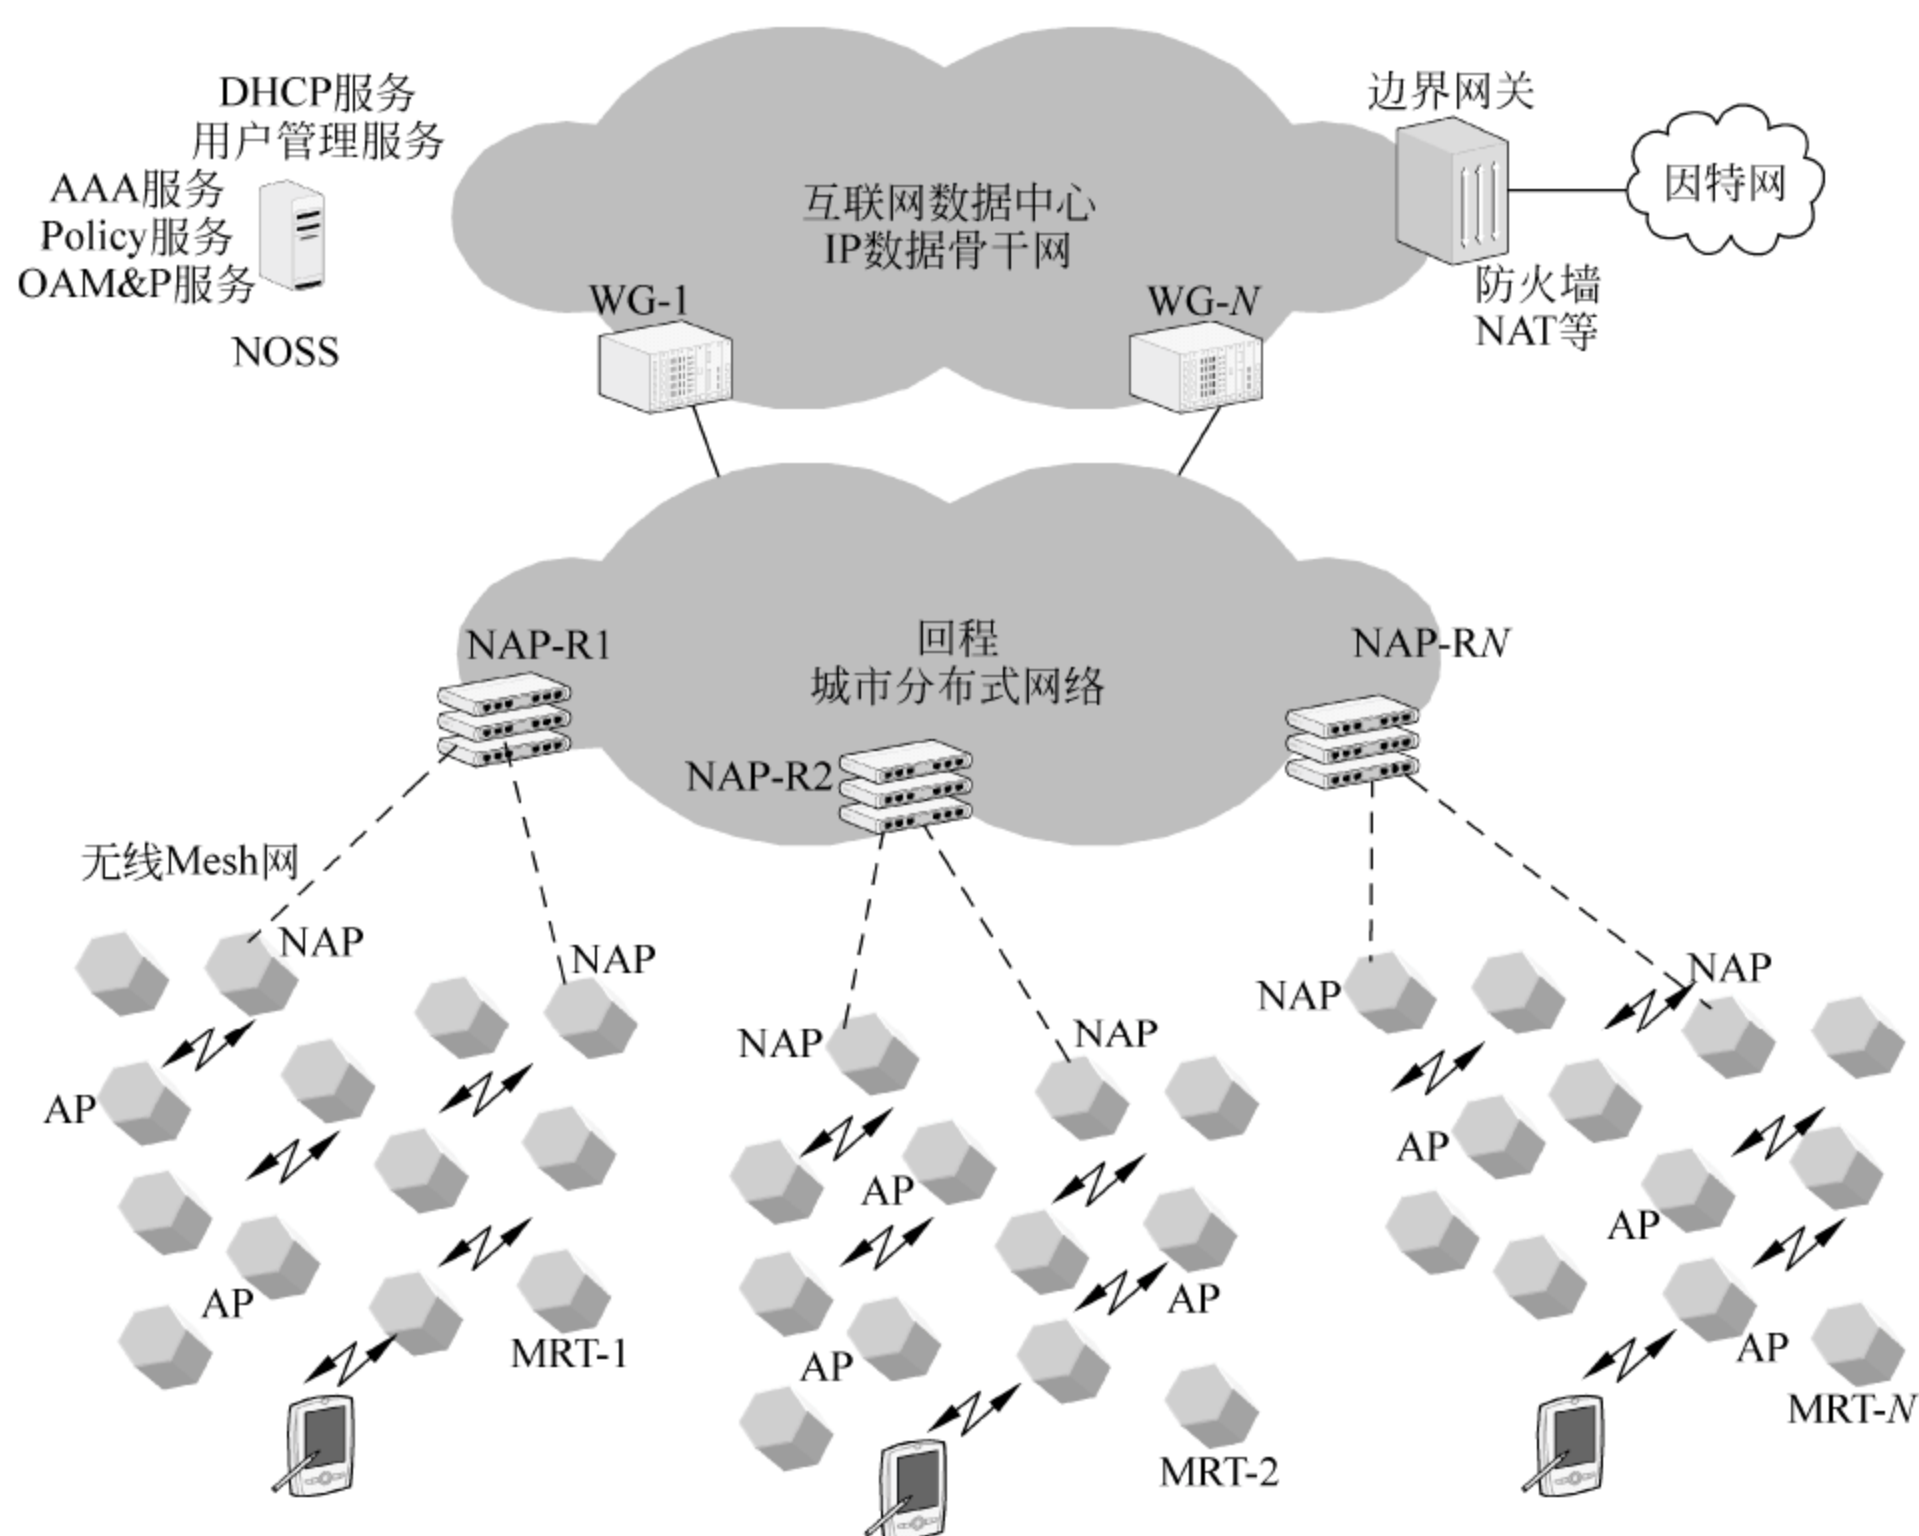 DHCP服务
用户管理服务
AAA服务
Policy服务
OAM&P服务
NOSS
互联网数据中心
IP数据骨干网
边界网关
因特网
防火墙
NAT等
WG-1
WG-N
回程
城市分布式网络
NAP-R1
NAP-R2
NAP-RN
无线Mesh网
NAP
NAP
AP
AP
MRT-1
NAP
NAP
AP
AP
AP
MRT-2
NAP
NAP
AP
AP
AP
MRT-N